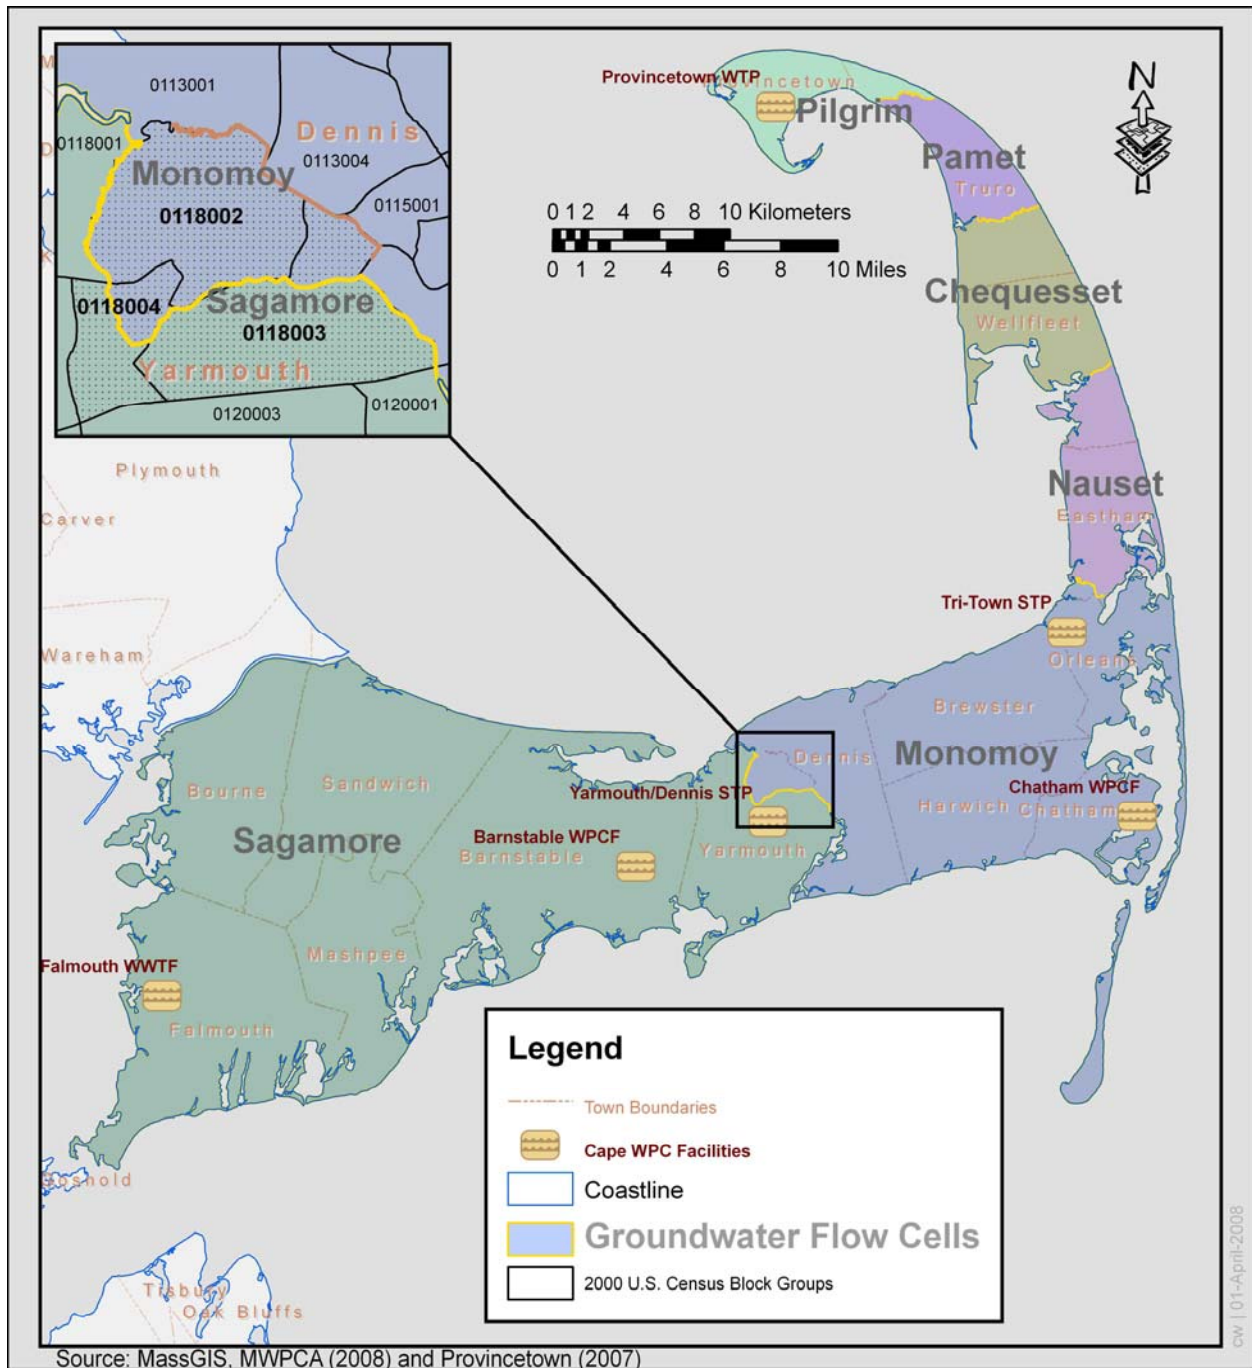 M
D
K
0113001
Dennis
0118001
0113004
Monomoy
0118002
0115001
Sagamore
0118004
0118003
Yarmouth
0120003
0120001
Provincetown WTP
Provincetown
Pilgrim
N
Pamet
Truro
0 1 2 4 6 8 10 Kilometers
0 1 2 4 6 8 10 Miles
Chequesset
Wellfleet
Plymouth
Carver
Nauset
Eastham
Tri-Town STP
Orleans
Wareham
Brewster
Dennis
Monomoy
Bourne
Sandwich
Yarmouth/Dennis STP
Chatham WPCF
Harwich
Chatham
Sagamore
Barnstable WPCF
Barnstable
Yarmouth
Mashpee
Falmouth WWTF
Falmouth
Legend
Town Boundaries
Cape WPC Facilities
Coastline
Groundwater Flow Cells
2000 U.S. Census Block Groups
Gosnold
Tisbury
Oak Bluffs
cw | 01-April-2008
Source: MassGIS, MWPCA (2008) and Provincetown (2007)